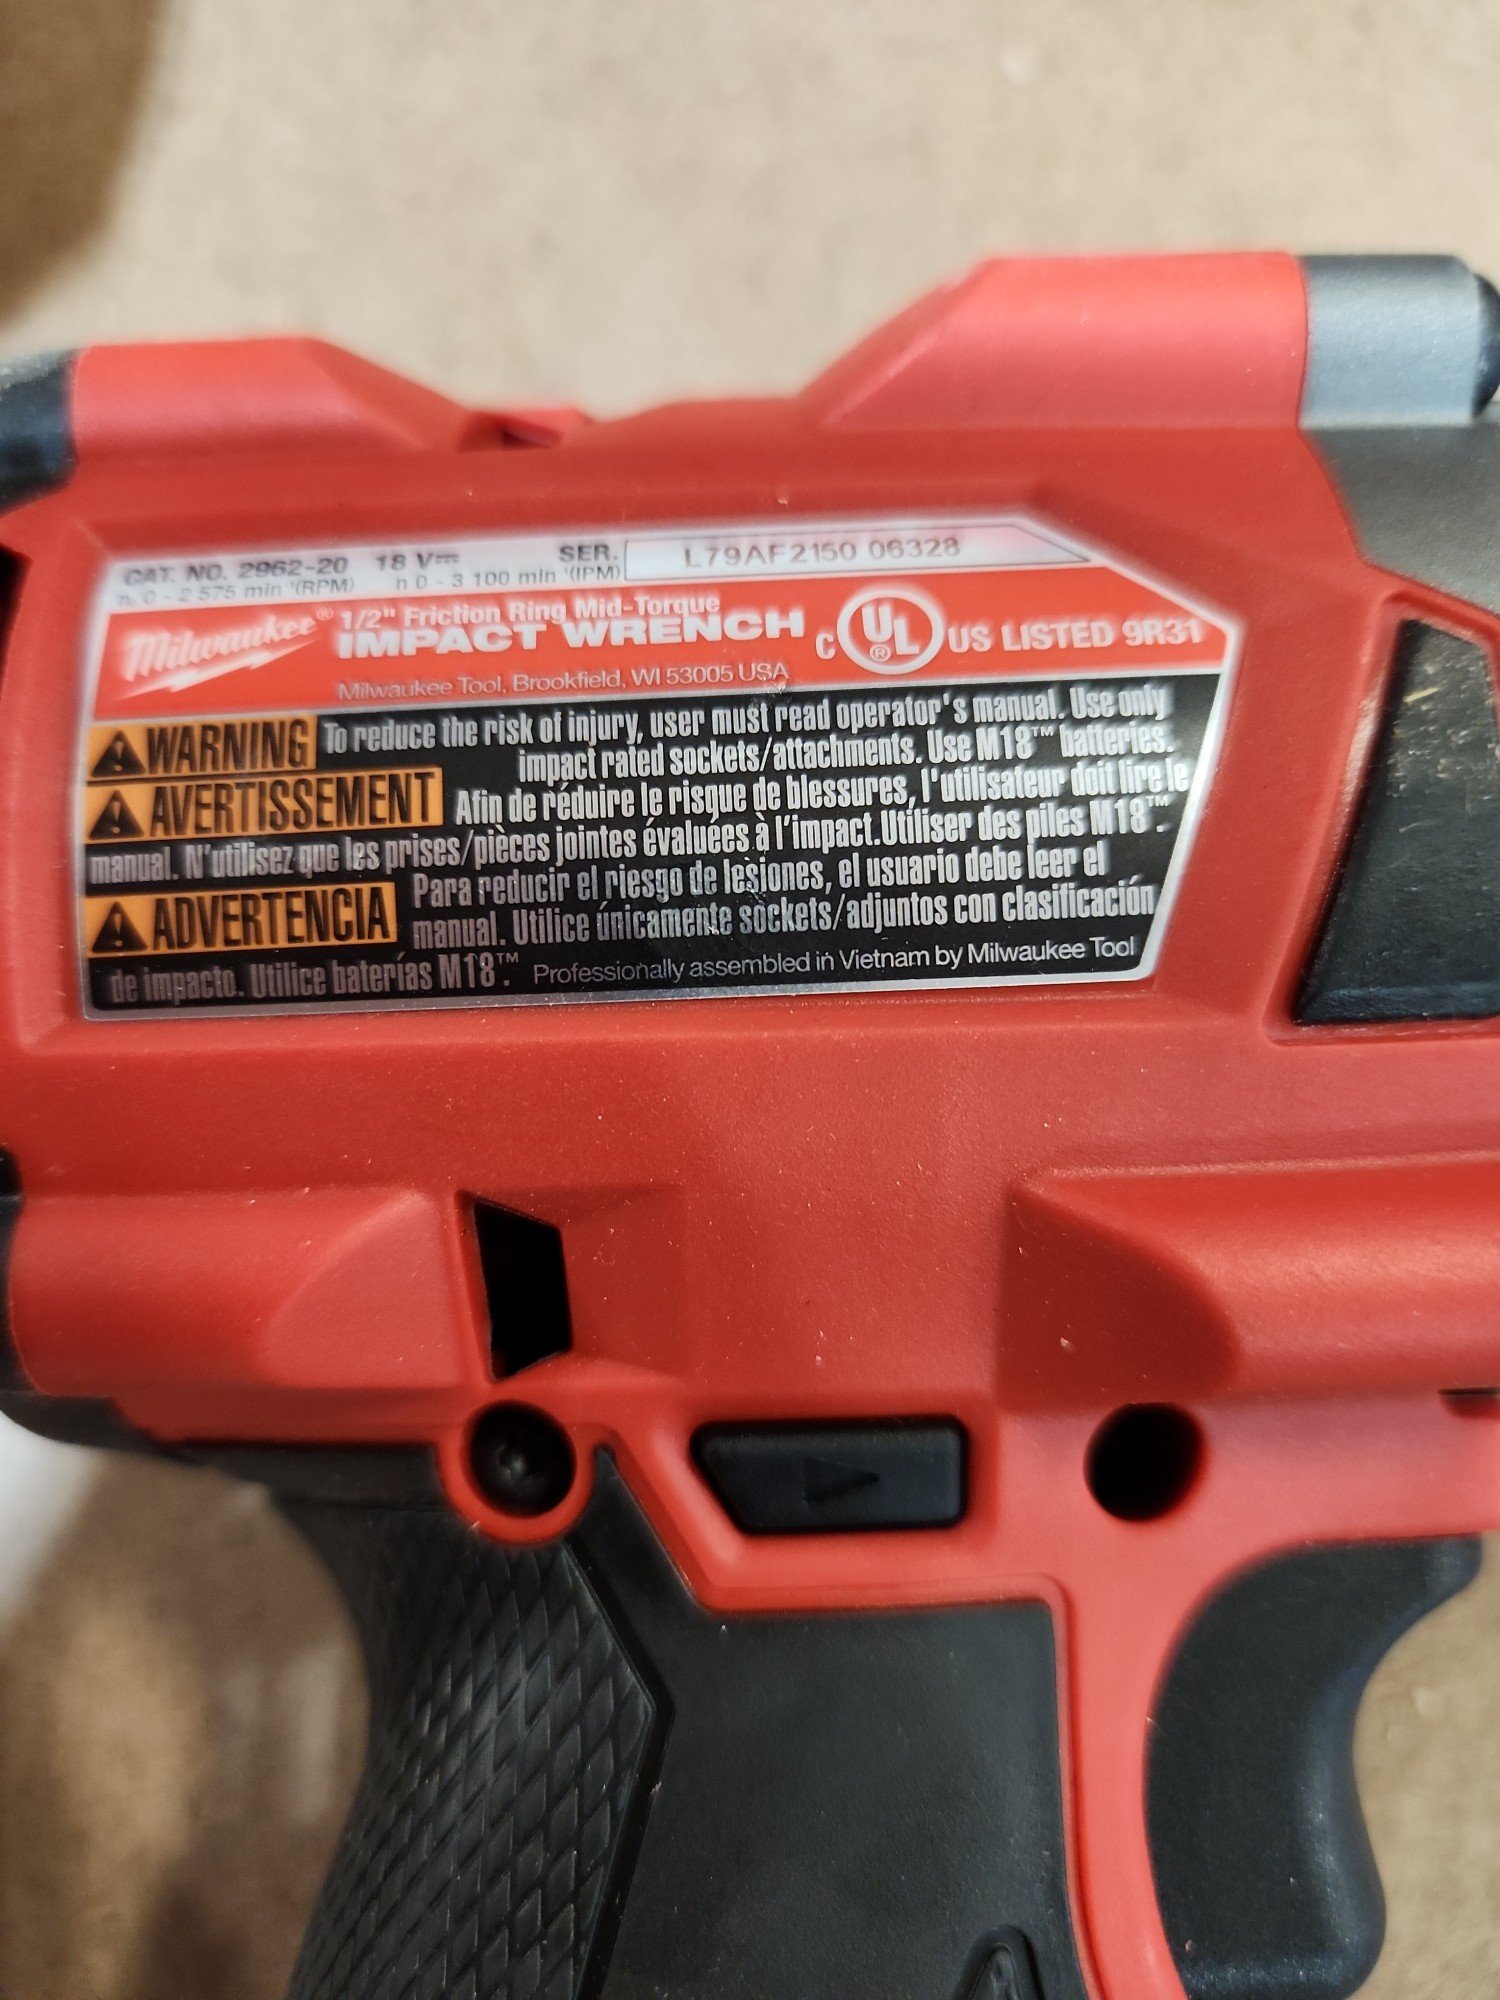 CAT. NO. 2962-20 18 V⎓ SER. L79AF2150 06328
n₀ 0 - 2 575 min⁻¹(RPM) n 0 - 3 100 min⁻¹(IPM)
Milwaukee® 1/2" Friction Ring Mid-Torque
IMPACT WRENCH C UL® US LISTED 9R31
Milwaukee Tool, Brookfield, WI 53005 USA
WARNING To reduce the risk of injury, user must read operator's manual. Use only
impact rated sockets/attachments. Use M18™ batteries.
AVERTISSEMENT Afin de réduire le risque de blessures, l'utilisateur doit lire le
manual. N'utilisez que les prises/pièces jointes évaluées à l'impact.Utiliser des piles M18™.
ADVERTENCIA Para reducir el riesgo de lesiones, el usuario debe leer el
manual. Utilice únicamente sockets/adjuntos con clasificación
de impacto. Utilice baterías M18™. Professionally assembled in Vietnam by Milwaukee Tool